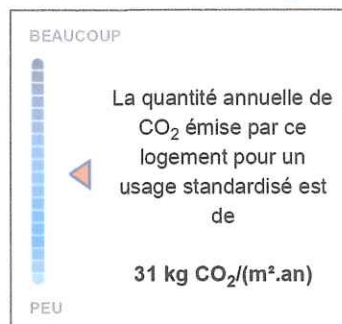 BEAUCOUP
La quantité annuelle de
CO₂ émise par ce
logement pour un
usage standardisé est
de
31 kg CO₂/(m².an)
PEU